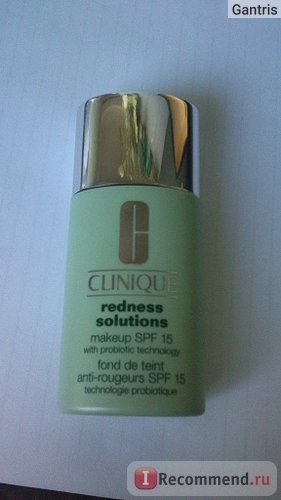 Gantris
CLINIQUE
redness
solutions
makeup SPF 15
with probiotic technology
fond de teint
anti-rougeurs SPF 15
technologie probiotique
I Recommend.ru